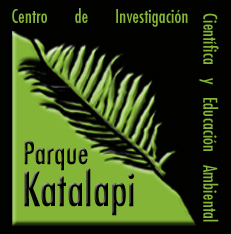 Centro de Investigación
Científica y Educación Ambiental
Parque
Katalapi